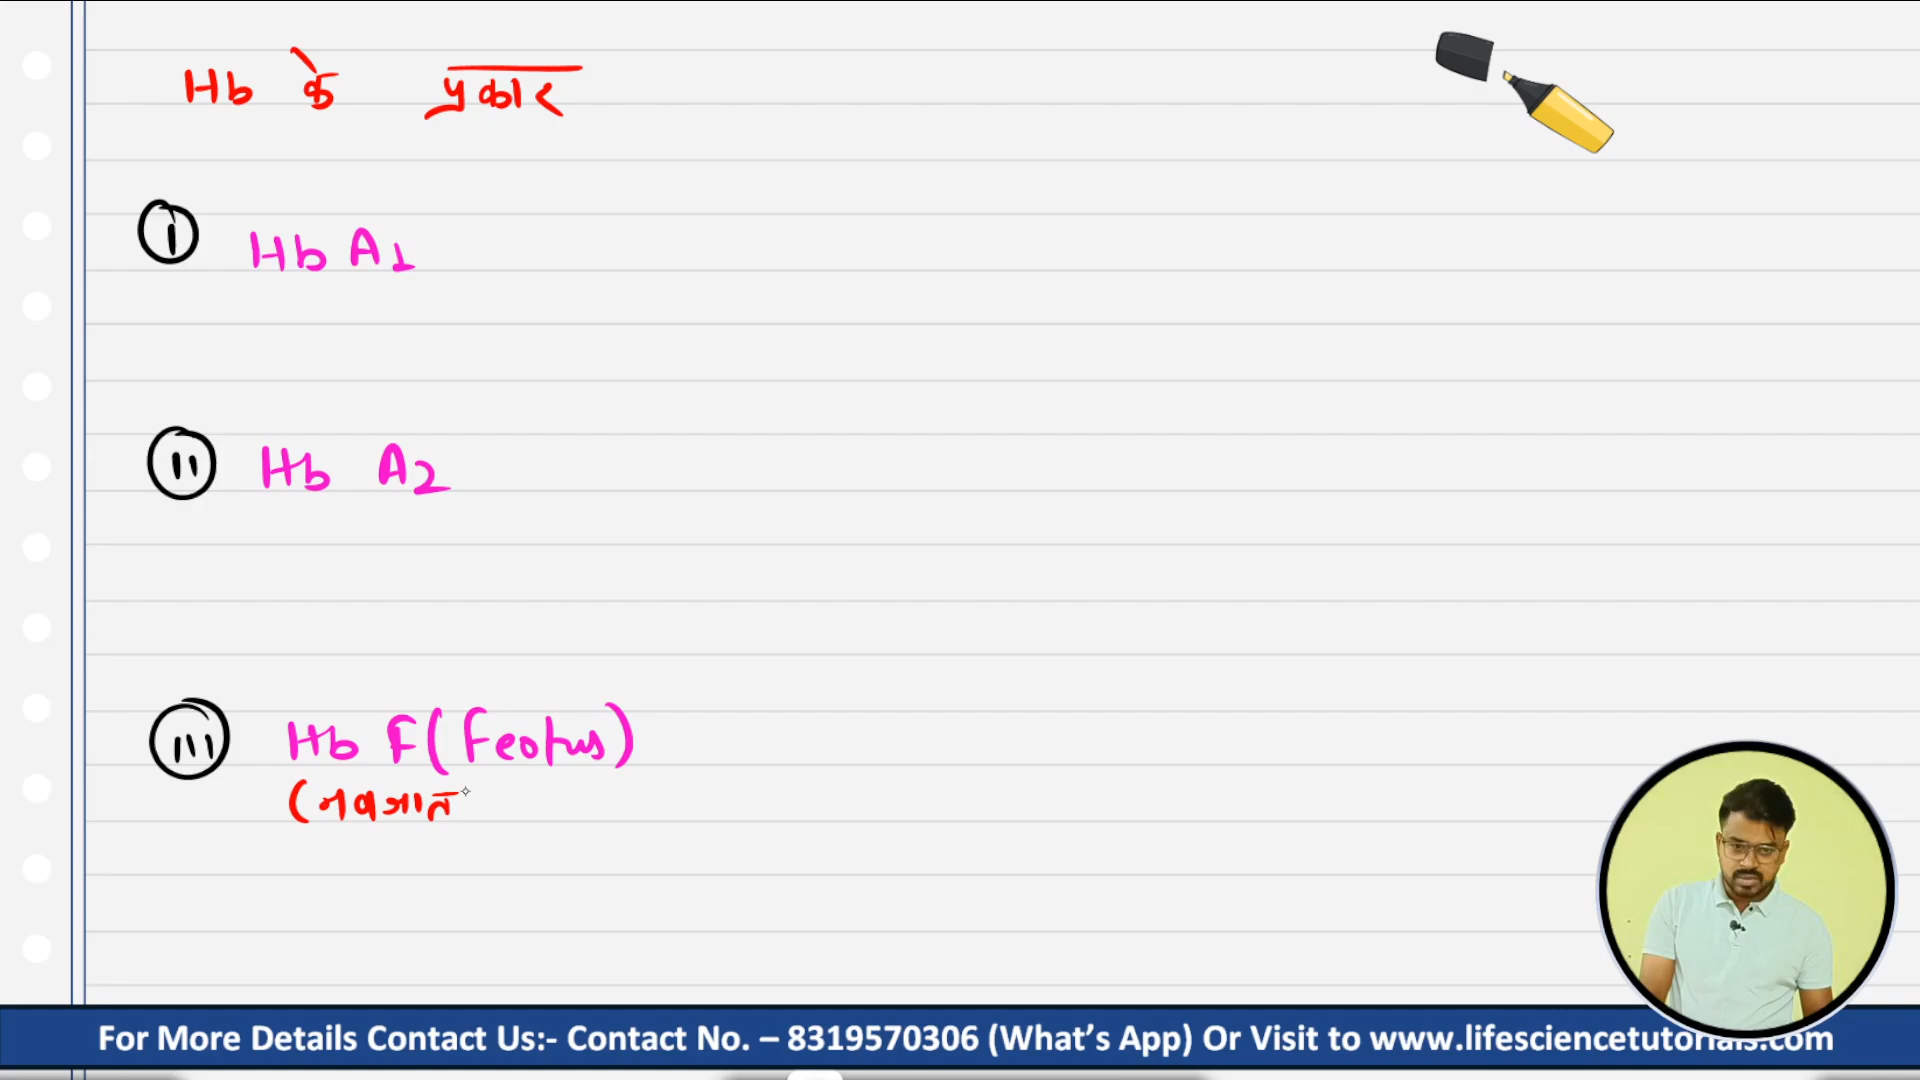 Hb के प्रकार
i Hb A1
ii Hb A2
iii Hb F (Feotus)
(नवजात
For More Details Contact Us:- Contact No. – 8319570306 (What's App) Or Visit to www.lifesciencetutorials.com